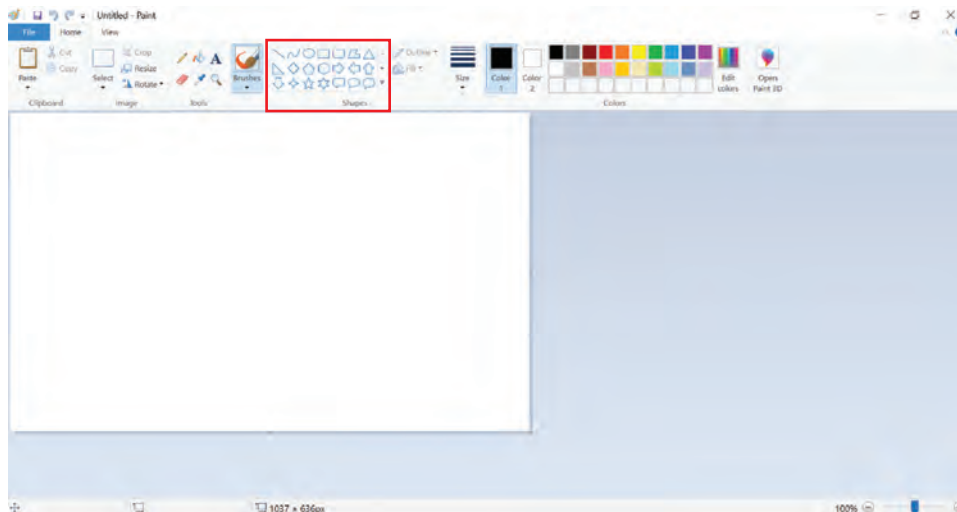 Untitled - Paint
File Home View
Paste
Cut
Copy
Clipboard
Select
Crop
Resize
Rotate
Image
A
Tools
Brushes
Shapes
Outline
Fill
Size
Color 1
Color 2
Colors
Edit colors
Open Paint 3D
1037 × 636px
100%